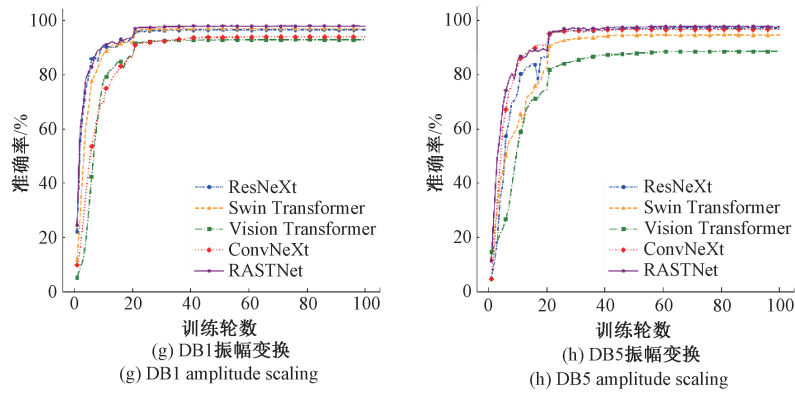 100
80
60
40
20
0
准确率/%
ResNeXt
Swin Transformer
Vision Transformer
ConvNeXt
RASTNet
0 20 40 60 80 100
训练轮数
(g) DB1振幅变换
(g) DB1 amplitude scaling
100
80
60
40
20
0
准确率/%
ResNeXt
Swin Transformer
Vision Transformer
ConvNeXt
RASTNet
0 20 40 60 80 100
训练轮数
(h) DB5振幅变换
(h) DB5 amplitude scaling